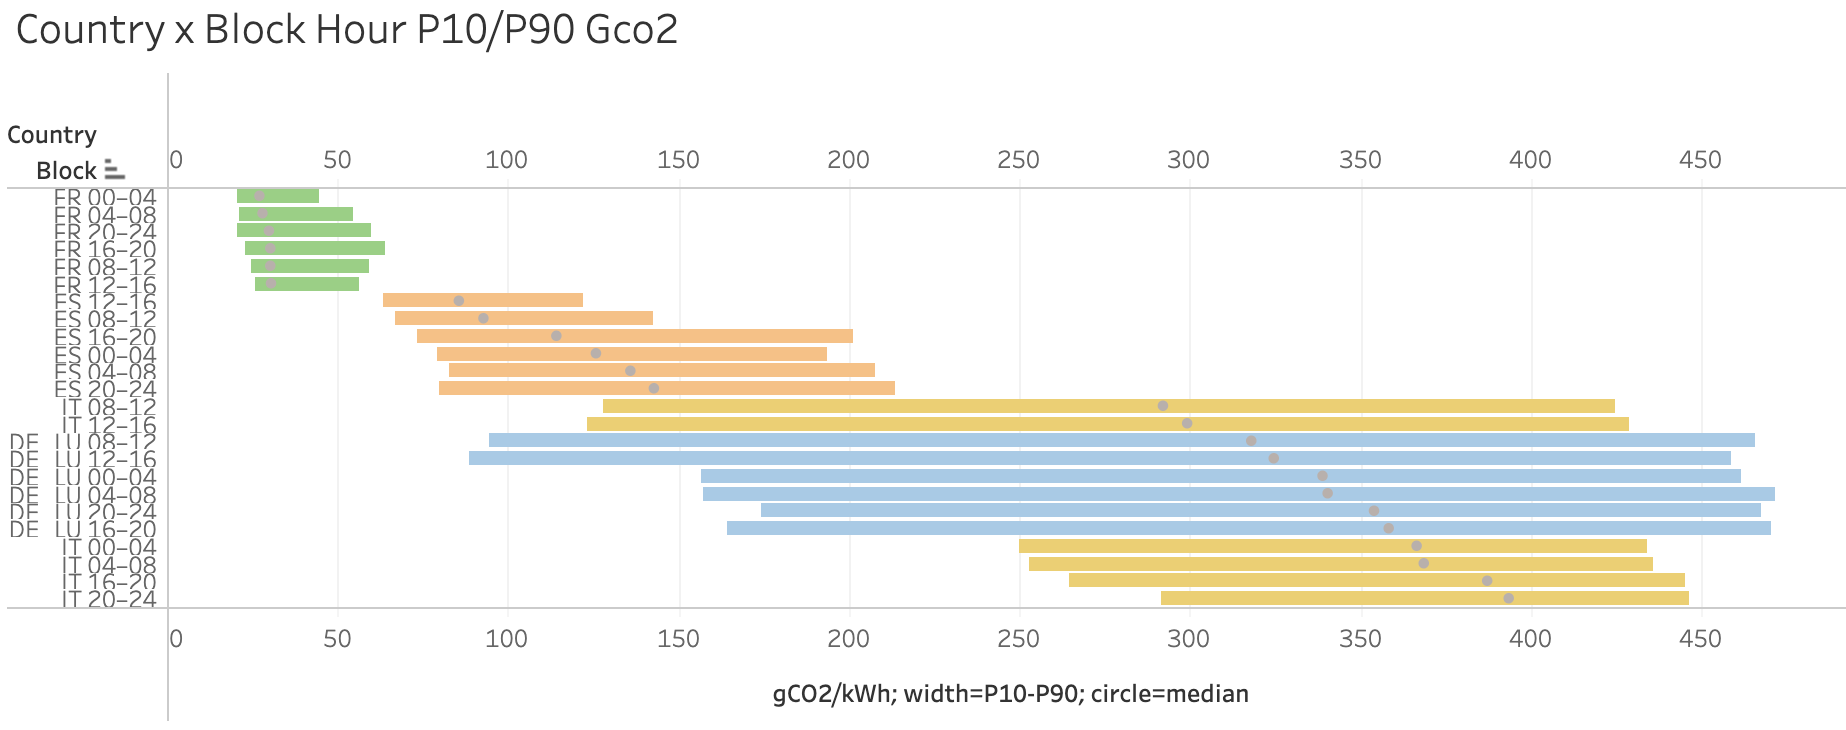 Country x Block Hour P10/P90 Gco2
Country
Block
0 50 100 150 200 250 300 350 400 450
FR 00–04
FR 04–08
FR 20–24
FR 16–20
FR 08–12
FR 12–16
ES 12–16
ES 08–12
ES 16–20
ES 00–04
ES 04–08
ES 20–24
IT 08–12
IT 12–16
DE_LU 08–12
DE_LU 12–16
DE_LU 00–04
DE_LU 04–08
DE_LU 20–24
DE_LU 16–20
IT 00–04
IT 04–08
IT 16–20
IT 20–24
0 50 100 150 200 250 300 350 400 450
gCO2/kWh; width=P10-P90; circle=median